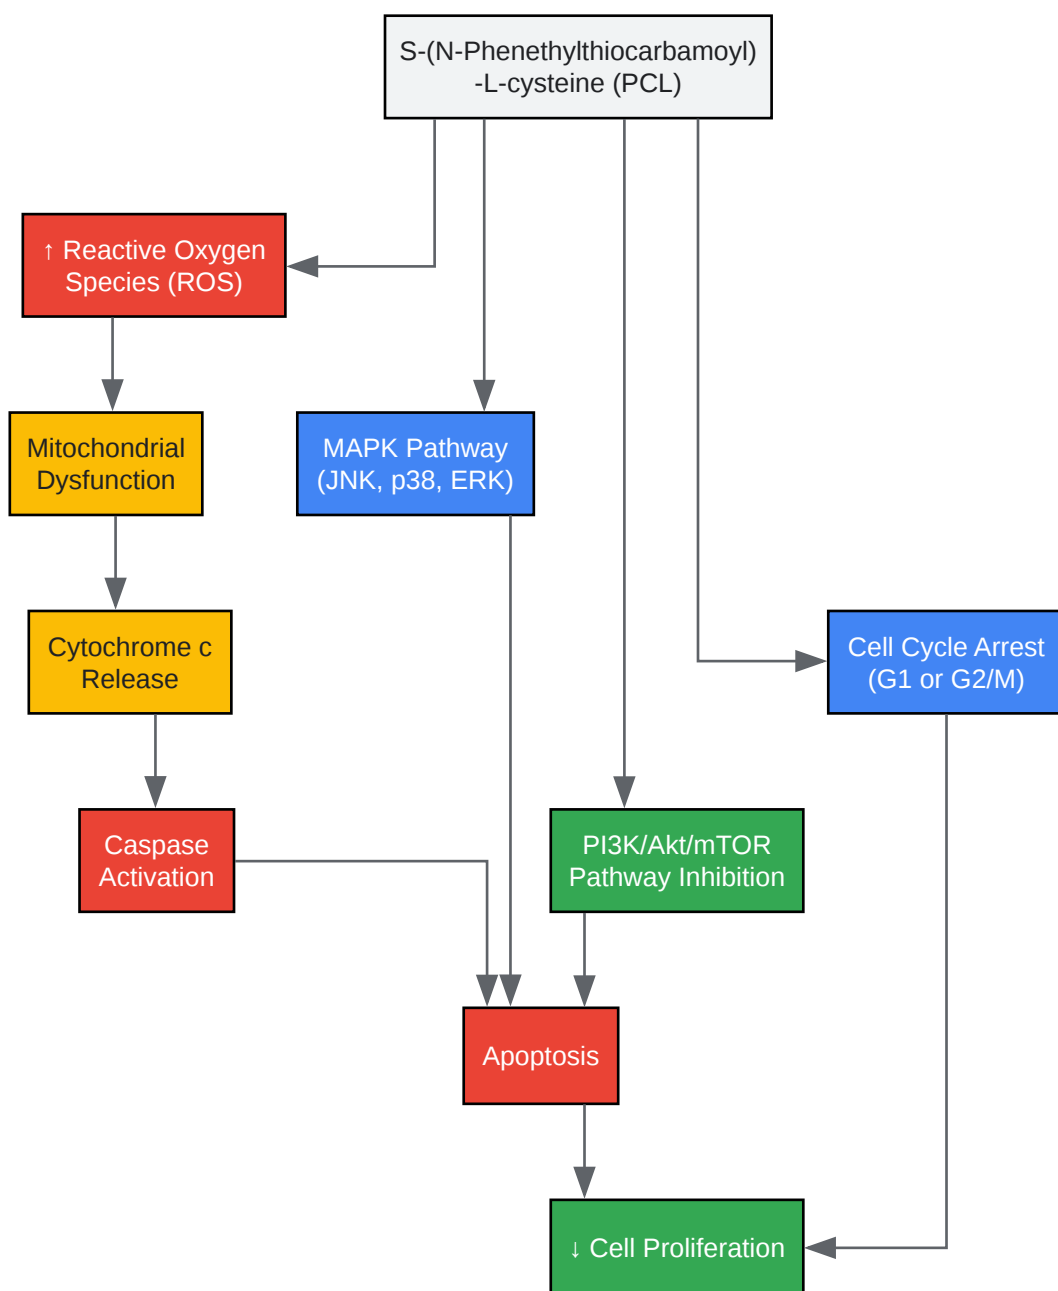 S-(N-Phenethylthiocarbamoyl)
-L-cysteine (PCL)
↑ Reactive Oxygen
Species (ROS)
Mitochondrial
Dysfunction
MAPK Pathway
(JNK, p38, ERK)
Cytochrome c
Release
Cell Cycle Arrest
(G1 or G2/M)
Caspase
Activation
PI3K/Akt/mTOR
Pathway Inhibition
Apoptosis
↓ Cell Proliferation